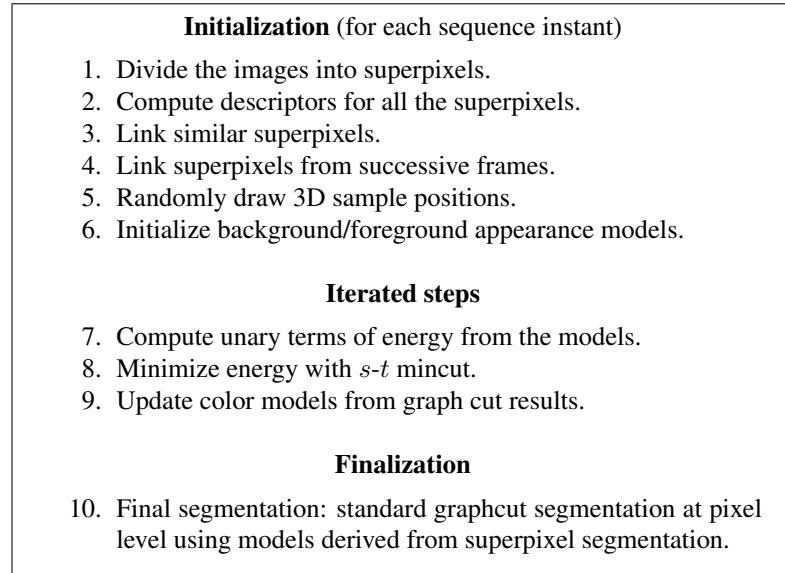 Initialization (for each sequence instant)
1. Divide the images into superpixels.
2. Compute descriptors for all the superpixels.
3. Link similar superpixels.
4. Link superpixels from successive frames.
5. Randomly draw 3D sample positions.
6. Initialize background/foreground appearance models.
Iterated steps
7. Compute unary terms of energy from the models.
8. Minimize energy with s-t mincut.
9. Update color models from graph cut results.
Finalization
10. Final segmentation: standard graphcut segmentation at pixel
level using models derived from superpixel segmentation.